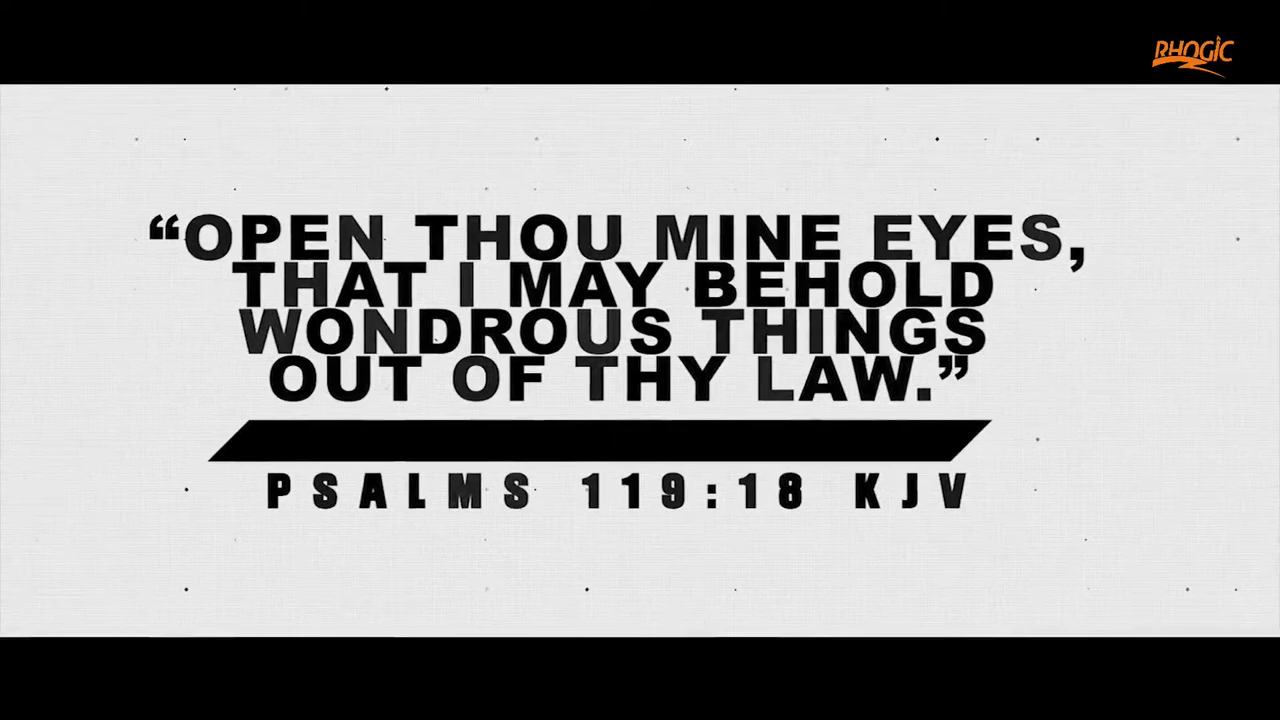 RHOGIC
“OPEN THOU MINE EYES,
THAT I MAY BEHOLD
WONDROUS THINGS
OUT OF THY LAW.”
PSALMS 119:18 KJV